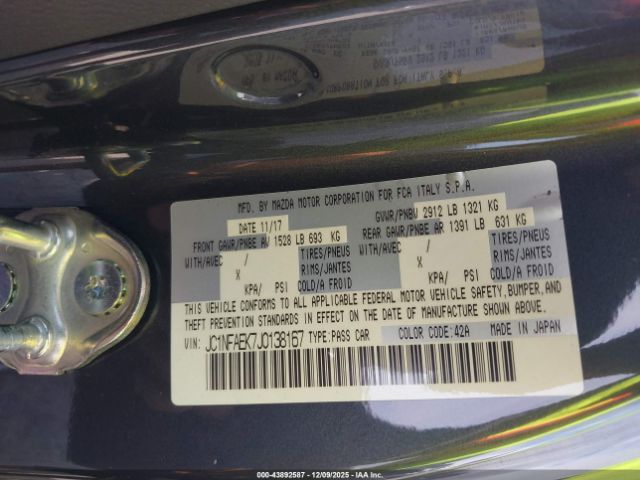 MFD. BY MAZDA MOTOR CORPORATION FOR FCA ITALY S.P.A.
DATE 11/17 GVWR/PNBV 2912 LB 1321 KG
FRONT GAWR/PNBE AV 1528 LB 693 KG REAR GAWR/PNBE AR 1391 LB 631 KG
WITH/AVEC / TIRES/PNEUS WITH/AVEC / TIRES/PNEUS
X RIMS/JANTES X RIMS/JANTES
KPA/ PSI COLD/A FROID KPA/ PSI COLD/A FROID
THIS VEHICLE CONFORMS TO ALL APPLICABLE FEDERAL MOTOR VEHICLE SAFETY, BUMPER, AND
THEFT PREVENTION STANDARDS IN EFFECT ON THE DATE OF MANUFACTURE SHOWN ABOVE.
VIN: JC1NFAEK7J0138167 TYPE:PASS CAR COLOR CODE:42A MADE IN JAPAN
IAA 43892587 | 12/09/2025 | IAAI.COM